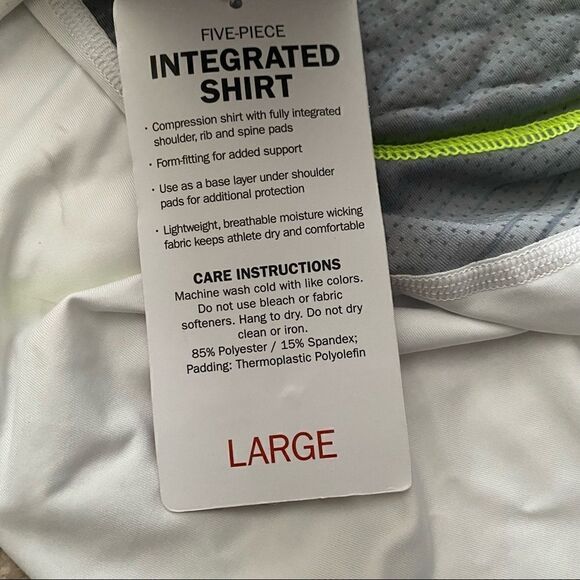 FIVE-PIECE
INTEGRATED
SHIRT
· Compression shirt with fully integrated
shoulder, rib and spine pads
· Form-fitting for added support
· Use as a base layer under shoulder
pads for additional protection
· Lightweight, breathable moisture wicking
fabric keeps athlete dry and comfortable
CARE INSTRUCTIONS
Machine wash cold with like colors.
Do not use bleach or fabric
softeners. Hang to dry. Do not dry
clean or iron.
85% Polyester / 15% Spandex;
Padding: Thermoplastic Polyolefin
LARGE